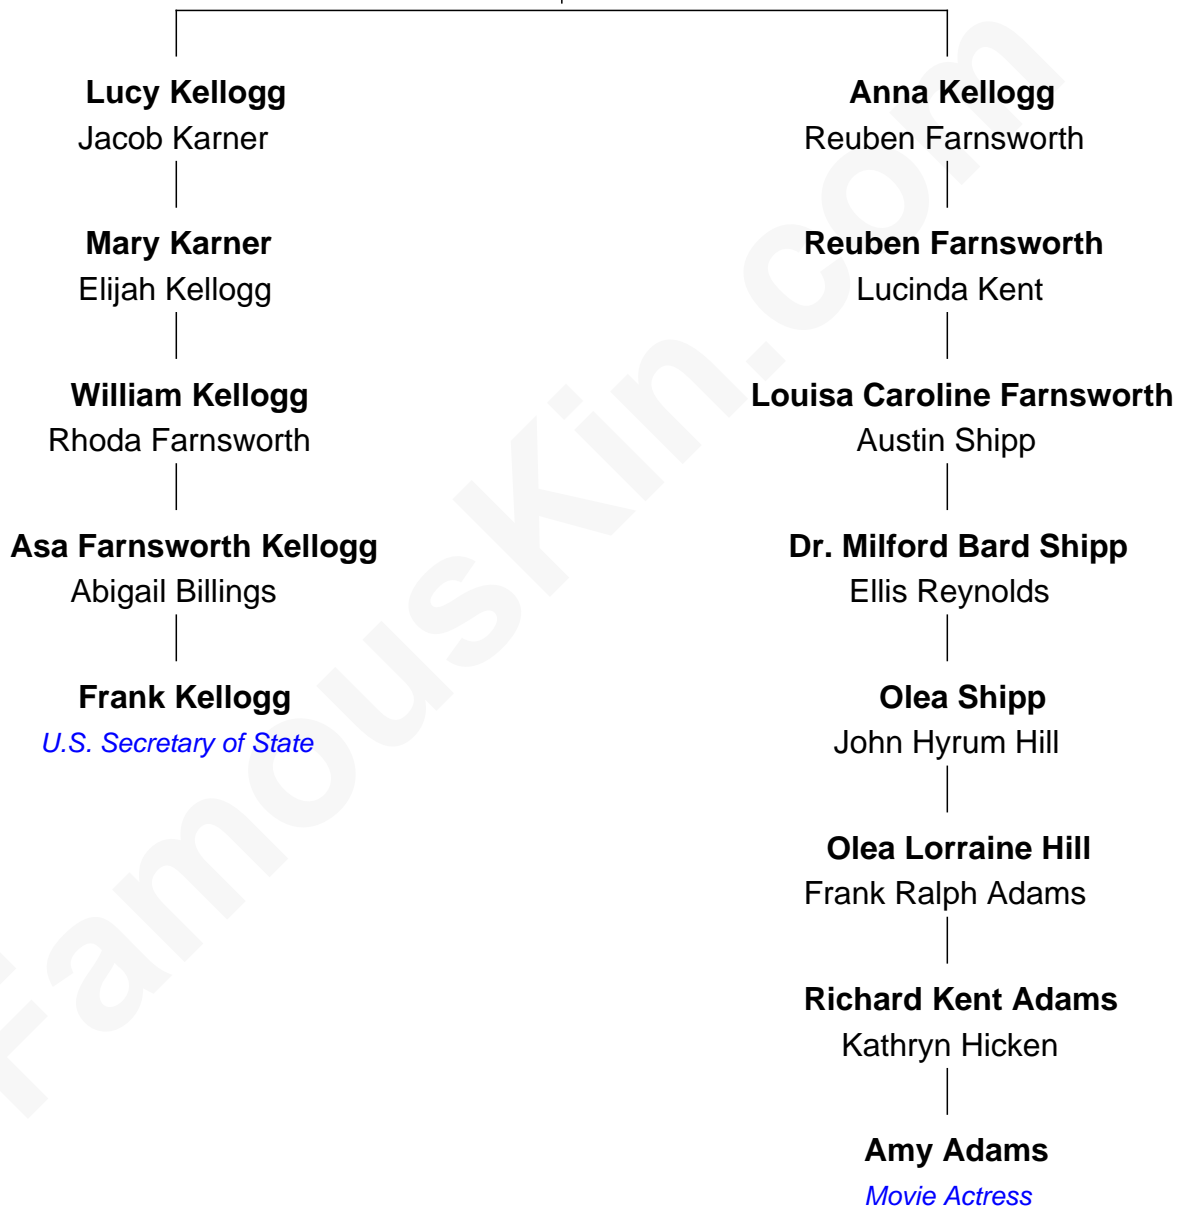 Lucy Kellogg
Jacob Karner
Mary Karner
Elijah Kellogg
William Kellogg
Rhoda Farnsworth
Asa Farnsworth Kellogg
Abigail Billings
Frank Kellogg
U.S. Secretary of State
Anna Kellogg
Reuben Farnsworth
Reuben Farnsworth
Lucinda Kent
Louisa Caroline Farnsworth
Austin Shipp
Dr. Milford Bard Shipp
Ellis Reynolds
Olea Shipp
John Hyrum Hill
Olea Lorraine Hill
Frank Ralph Adams
Richard Kent Adams
Kathryn Hicken
Amy Adams
Movie Actress
FamousKin.com